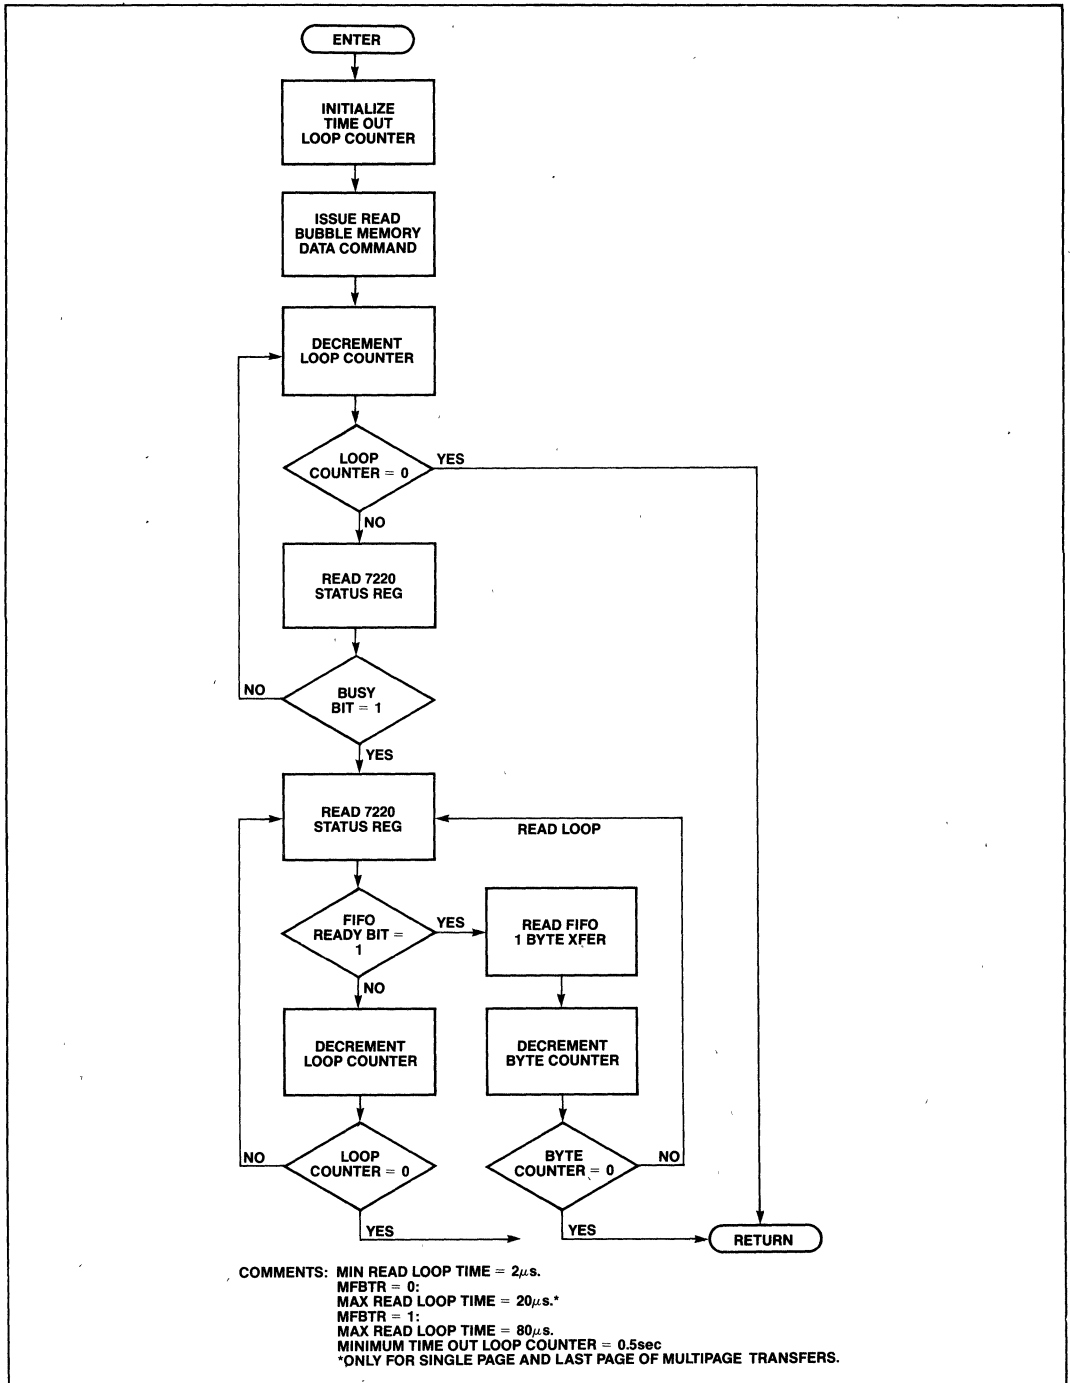 ENTER
INITIALIZE
TIME OUT
LOOP COUNTER
ISSUE READ
BUBBLE MEMORY
DATA COMMAND
DECREMENT
LOOP COUNTER
LOOP
COUNTER = 0
YES
NO
READ 7220
STATUS REG
BUSY
BIT = 1
NO
YES
READ 7220
STATUS REG
READ LOOP
FIFO
READY BIT =
1
YES
READ FIFO
1 BYTE XFER
NO
DECREMENT
LOOP COUNTER
DECREMENT
BYTE COUNTER
LOOP
COUNTER = 0
NO
BYTE
COUNTER = 0
NO
YES
YES
RETURN
COMMENTS: MIN READ LOOP TIME = 2μs.
MFBTR = 0:
MAX READ LOOP TIME = 20μs.*
MFBTR = 1:
MAX READ LOOP TIME = 80μs.
MINIMUM TIME OUT LOOP COUNTER = 0.5sec
*ONLY FOR SINGLE PAGE AND LAST PAGE OF MULTIPAGE TRANSFERS.